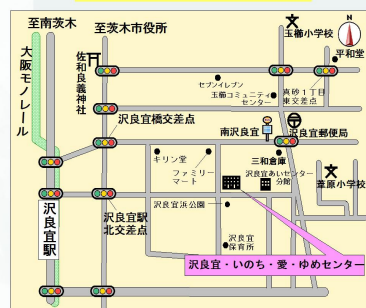 至南茨木
至茨木市役所
玉櫛小学校
N
大阪モノレール
佐和良義神社
平和堂
セブンイレブン
玉櫛コミュニティ
センター
真砂1丁目
東交差点
沢良宜橋交差点
南沢良宜
沢良宜郵便局
キリン堂
ファミリー
マート
三和倉庫
沢良宜あいセンター
分館
葦原小学校
沢良宜駅
沢良宜駅
北交差点
沢良宜浜公園
沢良宜
保育所
沢良宜・いのち・愛・ゆめセンター